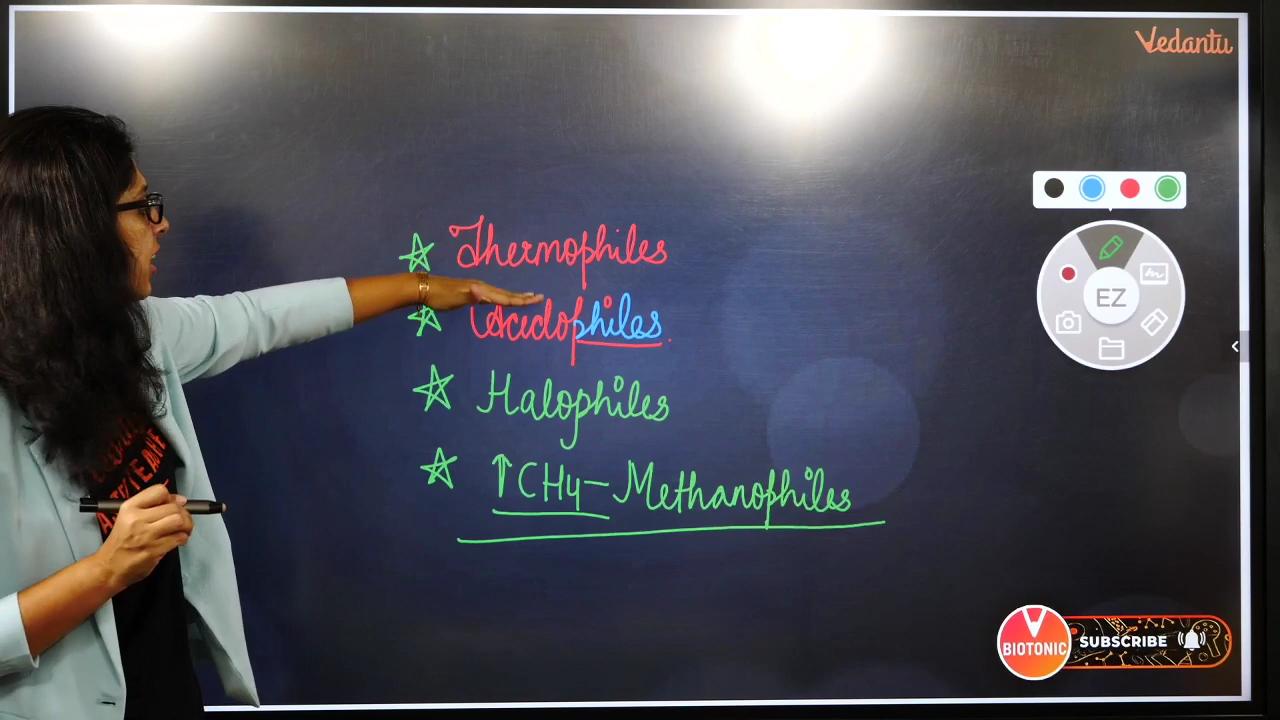 Vedantu
Thermophiles
Acidophiles.
Halophiles
↑CH4- Methanophiles
EZ
BIOTONIC
SUBSCRIBE